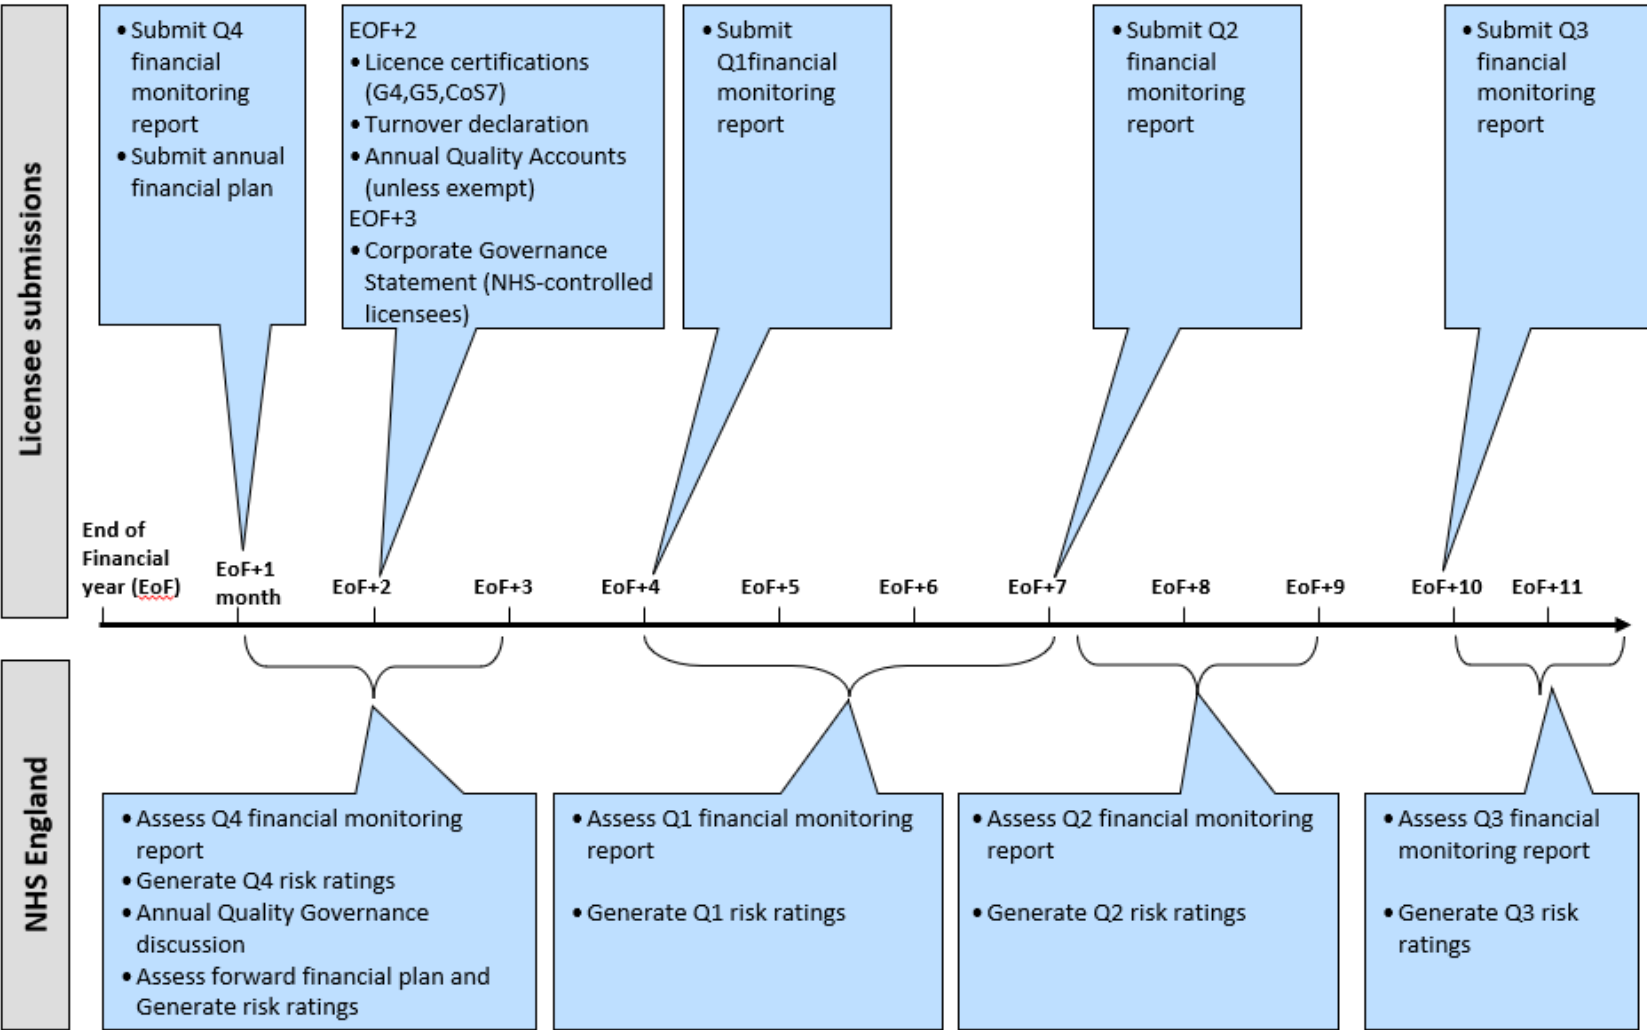 Licensee submissions
• Submit Q4
financial
monitoring
report
• Submit annual
financial plan
EOF+2
• Licence certifications
(G4,G5,CoS7)
• Turnover declaration
• Annual Quality Accounts
(unless exempt)
EOF+3
• Corporate Governance
Statement (NHS-controlled
licensees)
• Submit
Q1financial
monitoring
report
• Submit Q2
financial
monitoring
report
• Submit Q3
financial
monitoring
report
End of
Financial
year (EoF)
EoF+1
month
EoF+2
EoF+3
EoF+4
EoF+5
EoF+6
EoF+7
EoF+8
EoF+9
EoF+10
EoF+11
NHS England
• Assess Q4 financial monitoring
report
• Generate Q4 risk ratings
• Annual Quality Governance
discussion
• Assess forward financial plan and
Generate risk ratings
• Assess Q1 financial monitoring
report
• Generate Q1 risk ratings
• Assess Q2 financial monitoring
report
• Generate Q2 risk ratings
• Assess Q3 financial
monitoring report
• Generate Q3 risk
ratings